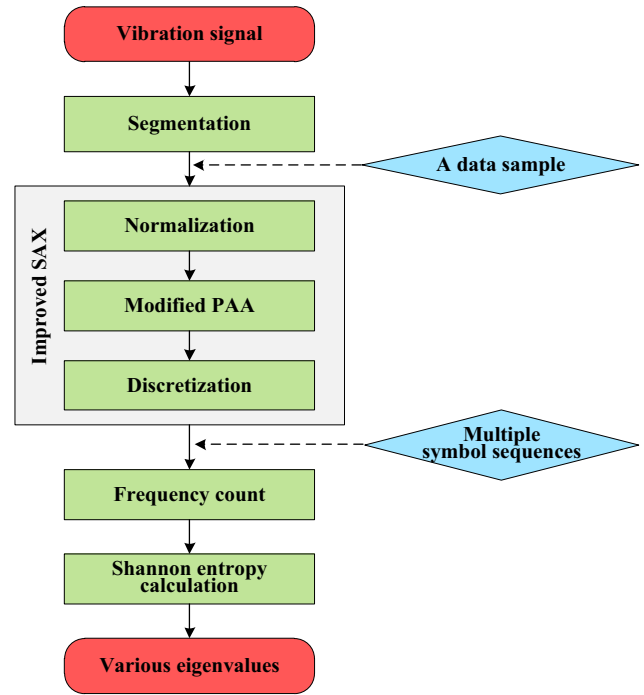 Vibration signal
Segmentation
A data sample
Improved SAX
Normalization
Modified PAA
Discretization
Multiple
symbol sequences
Frequency count
Shannon entropy
calculation
Various eigenvalues